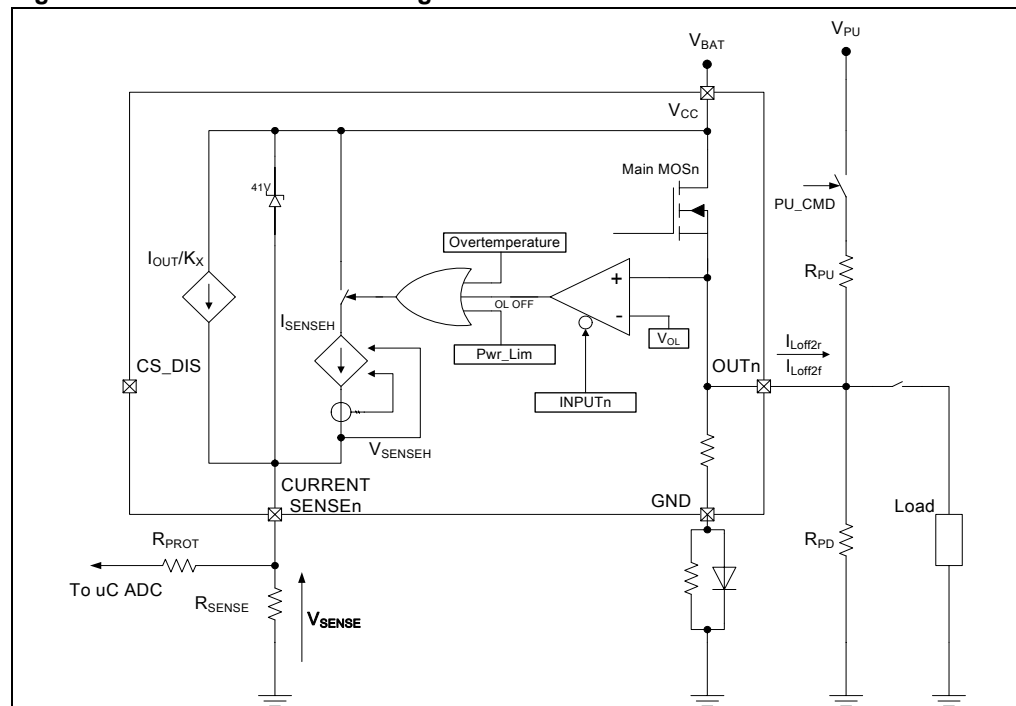 V_BAT
V_PU
V_CC
Main MOSn
41V
PU_CMD
Overtemperature
I_OUT/K_X
R_PU
+
OL OFF
-
I_SENSEH
V_OL
Pwr_Lim
I_Loff2r
CS_DIS
OUTn
I_Loff2f
INPUTn
V_SENSEH
CURRENT
SENSEn
GND
Load
R_PROT
R_PD
To uC ADC
R_SENSE
V_SENSE